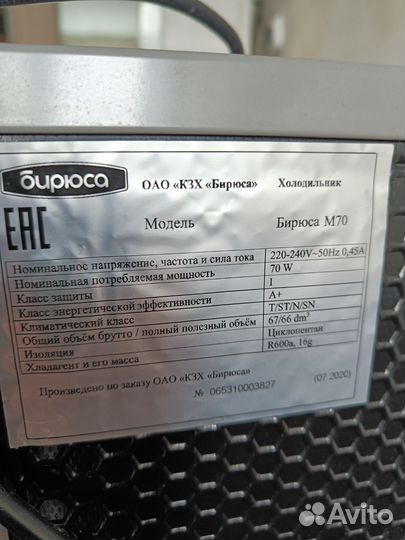 бирюса
ОАО «КЗХ «Бирюса» Холодильник
EAC
Модель Бирюса М70
Номинальное напряжение, частота и сила тока 220-240V~50Hz 0,45A
Номинальная потребляемая мощность 70 W
Класс защиты I
Класс энергетической эффективности A+
Климатический класс T/ST/N/SN
Общий объём брутто / полный полезный объём 67/66 dm³
Изоляция Циклопентан
Хладагент и его масса R600a, 16g
Произведено по заказу ОАО «КЗХ «Бирюса» № 065310003827 (07.2020)
Avito